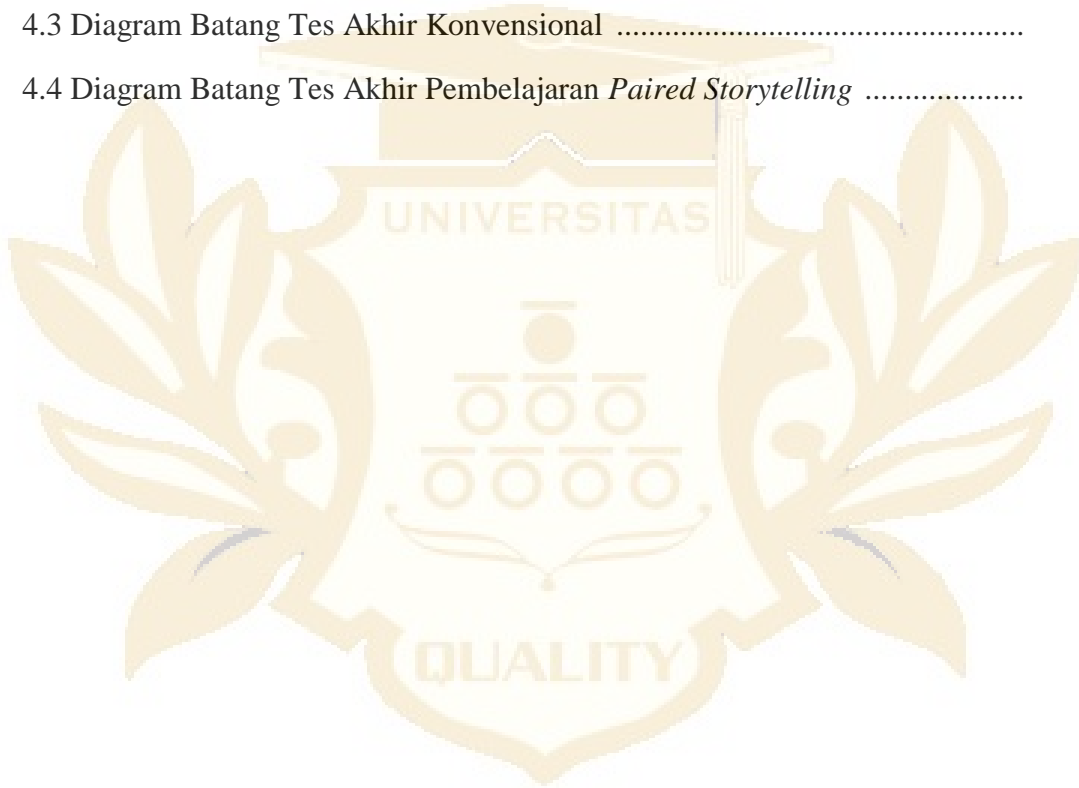 4.3 Diagram Batang Tes Akhir Konvensional ...................................................
4.4 Diagram Batang Tes Akhir Pembelajaran Paired Storytelling ....................
UNIVERSITAS
QUALITY